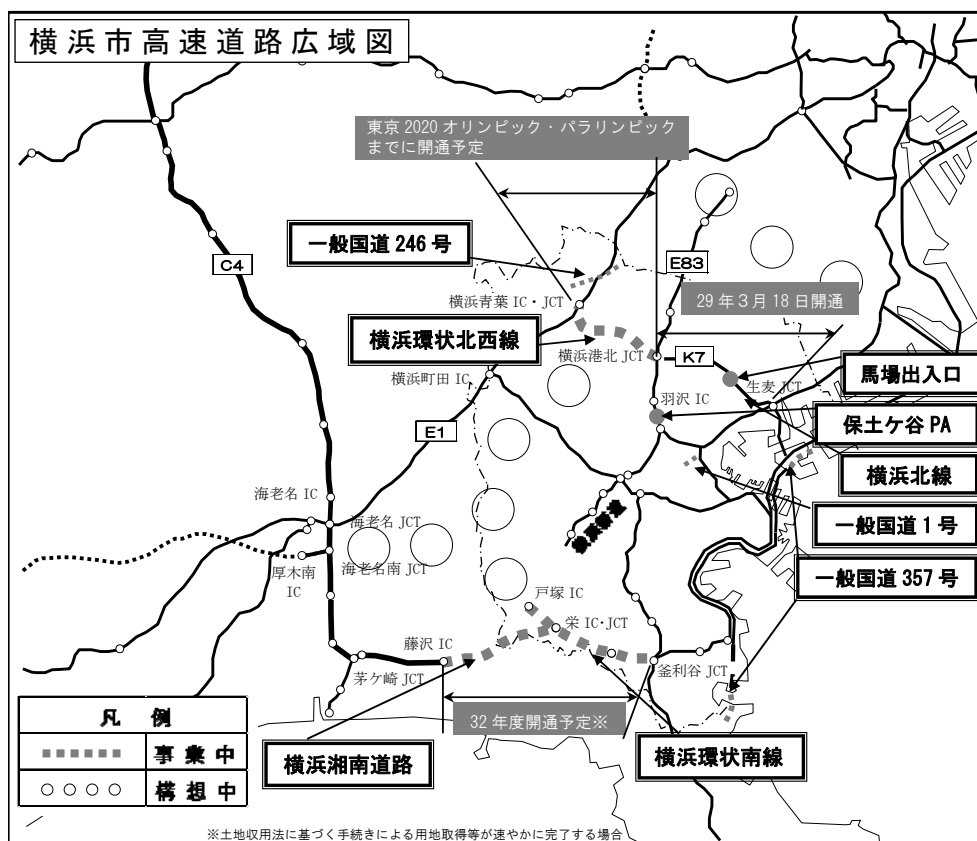 横浜市高速道路広域図
東京 2020 オリンピック・パラリンピック
までに開通予定
一般国道 246 号
C4
E83
横浜青葉 IC・JCT
29 年 3 月 18 日開通
横浜環状北西線
横浜港北 JCT
K7
馬場出入口
横浜町田 IC
生麦 JCT
羽沢 IC
保土ケ谷 PA
E1
横浜北線
海老名 IC
一般国道 1 号
海老名 JCT
海老名南 JCT
厚木南
IC
一般国道 357 号
戸塚 IC
栄 IC・JCT
藤沢 IC
釜利谷 JCT
茅ケ崎 JCT
凡 例
事 業 中
構 想 中
32 年度開通予定※
横浜湘南道路
横浜環状南線
※土地収用法に基づく手続きによる用地取得等が速やかに完了する場合